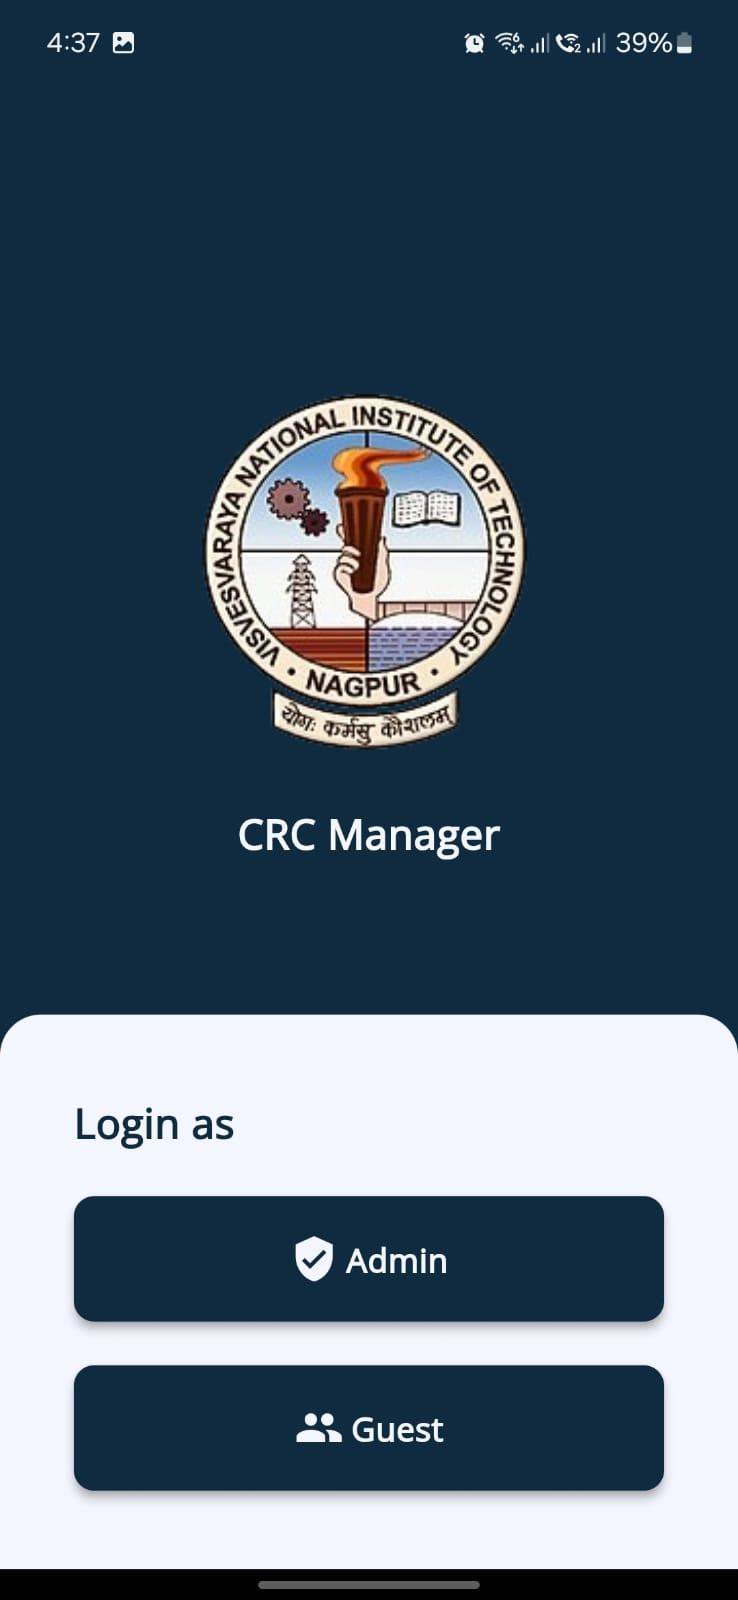 4:37
39%
VISVESVARAYA NATIONAL INSTITUTE OF TECHNOLOGY
NAGPUR
योगः कर्मसु कौशलम्
CRC Manager
Login as
Admin
Guest